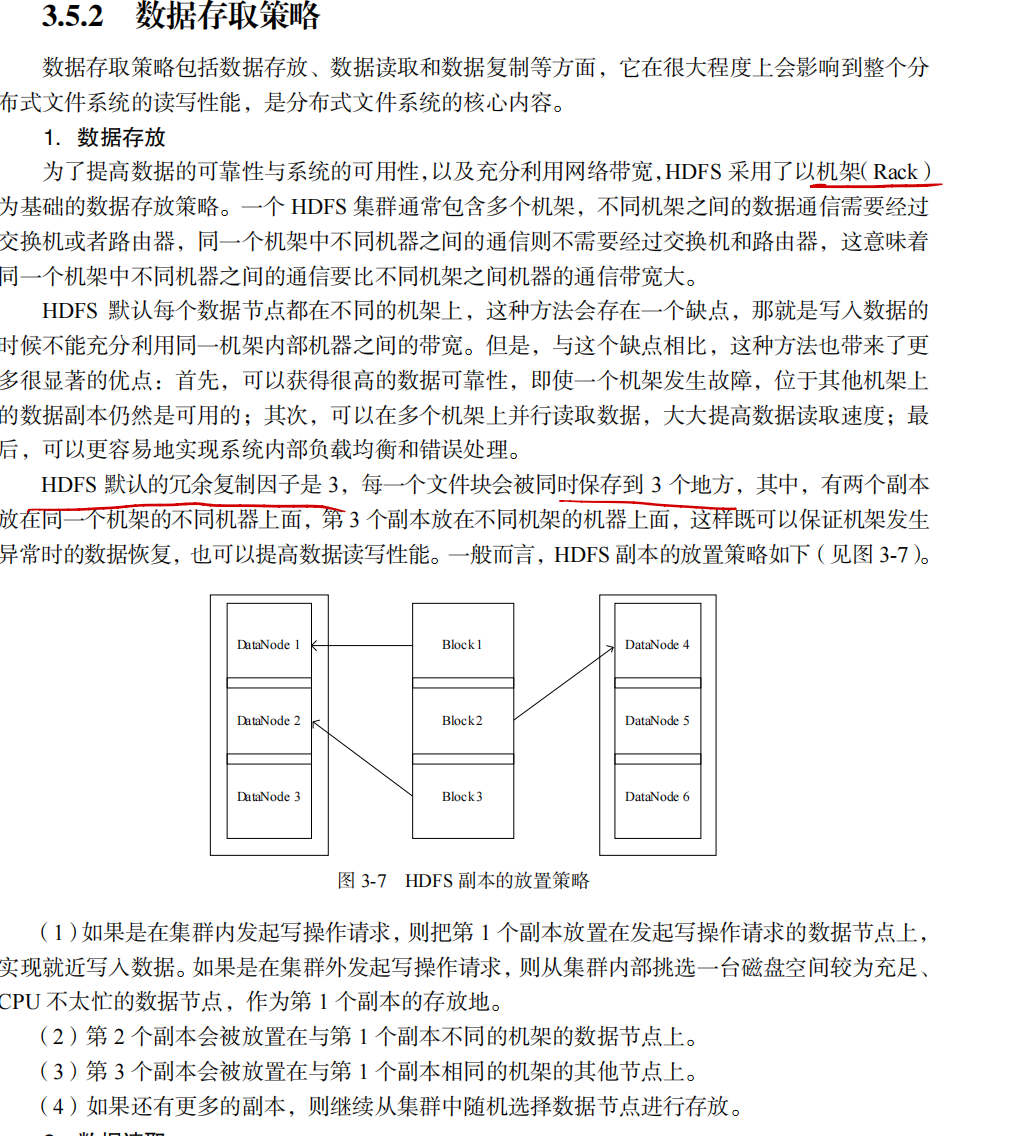 3.5.2 数据存取策略
数据存取策略包括数据存放、数据读取和数据复制等方面，它在很大程度上会影响到整个分
布式文件系统的读写性能，是分布式文件系统的核心内容。
1. 数据存放
为了提高数据的可靠性与系统的可用性，以及充分利用网络带宽，HDFS 采用了以机架（Rack）
为基础的数据存放策略。一个 HDFS 集群通常包含多个机架，不同机架之间的数据通信需要经过
交换机或者路由器，同一个机架中不同机器之间的通信则不需要经过交换机和路由器，这意味着
同一个机架中不同机器之间的通信要比不同机架之间机器的通信带宽大。
HDFS 默认每个数据节点都在不同的机架上，这种方法会存在一个缺点，那就是写入数据的
时候不能充分利用同一机架内部机器之间的带宽。但是，与这个缺点相比，这种方法也带来了更
多很显著的优点：首先，可以获得很高的数据可靠性，即使一个机架发生故障，位于其他机架上
的数据副本仍然是可用的；其次，可以在多个机架上并行读取数据，大大提高数据读取速度；最
后，可以更容易地实现系统内部负载均衡和错误处理。
HDFS 默认的冗余复制因子是 3，每一个文件块会被同时保存到 3 个地方，其中，有两个副本
放在同一个机架的不同机器上面，第 3 个副本放在不同机架的机器上面，这样既可以保证机架发生
异常时的数据恢复，也可以提高数据读写性能。一般而言，HDFS 副本的放置策略如下（见图 3-7）。
DataNode 1 Block1 DataNode 4
DataNode 2 Block2 DataNode 5
DataNode 3 Block3 DataNode 6
图 3-7 HDFS 副本的放置策略
（1）如果是在集群内发起写操作请求，则把第 1 个副本放置在发起写操作请求的数据节点上，
实现就近写入数据。如果是在集群外发起写操作请求，则从集群内部挑选一台磁盘空间较为充足、
CPU 不太忙的数据节点，作为第 1 个副本的存放地。
（2）第 2 个副本会被放置在与第 1 个副本不同的机架的数据节点上。
（3）第 3 个副本会被放置在与第 1 个副本相同的机架的其他节点上。
（4）如果还有更多的副本，则继续从集群中随机选择数据节点进行存放。